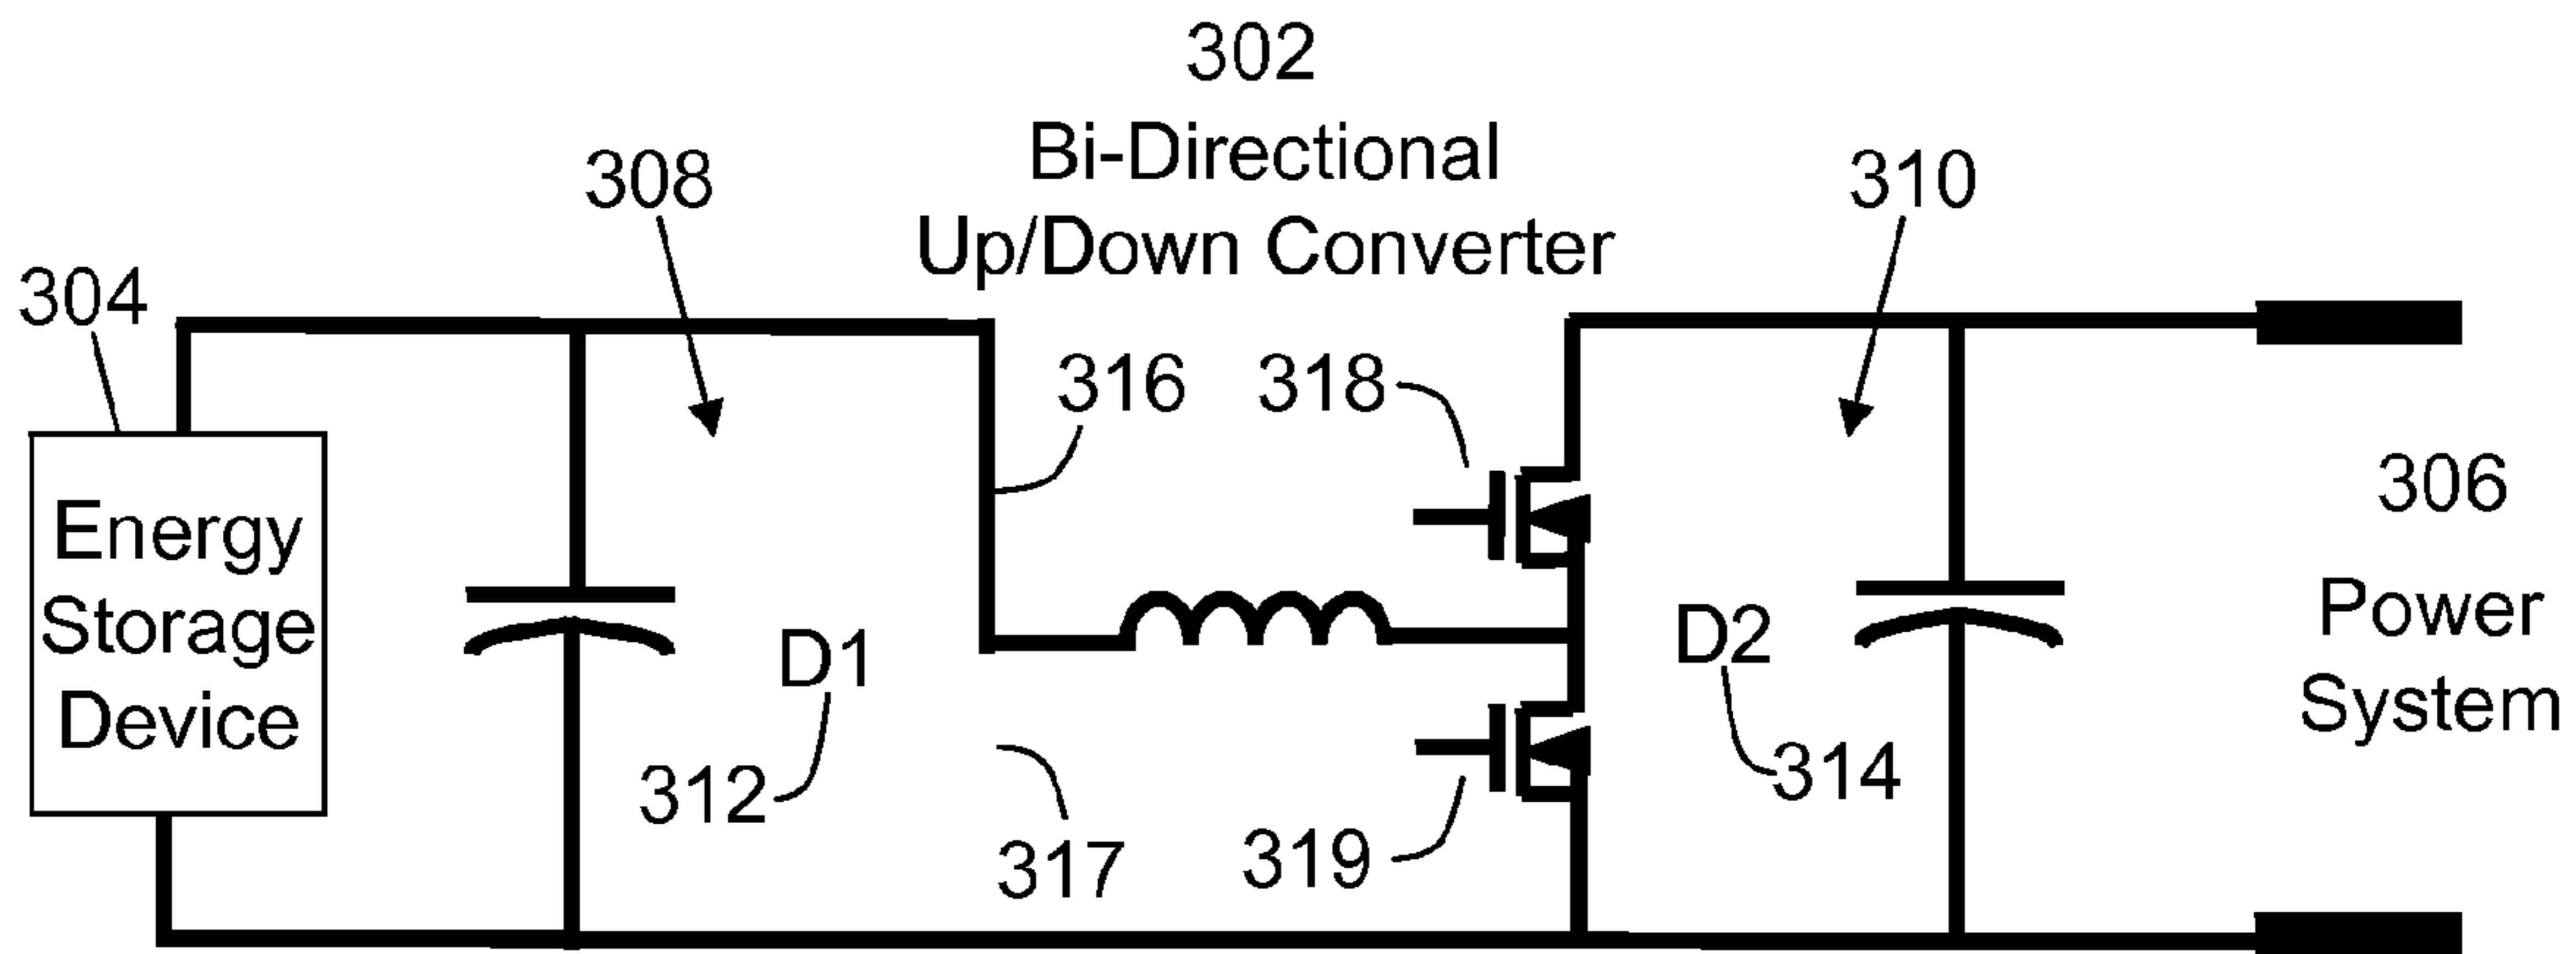 302
Bi-Directional
Up/Down Converter
308
310
304
316
318
306
Power
System
Energy
Storage
Device
D1
312
D2
314
317
319